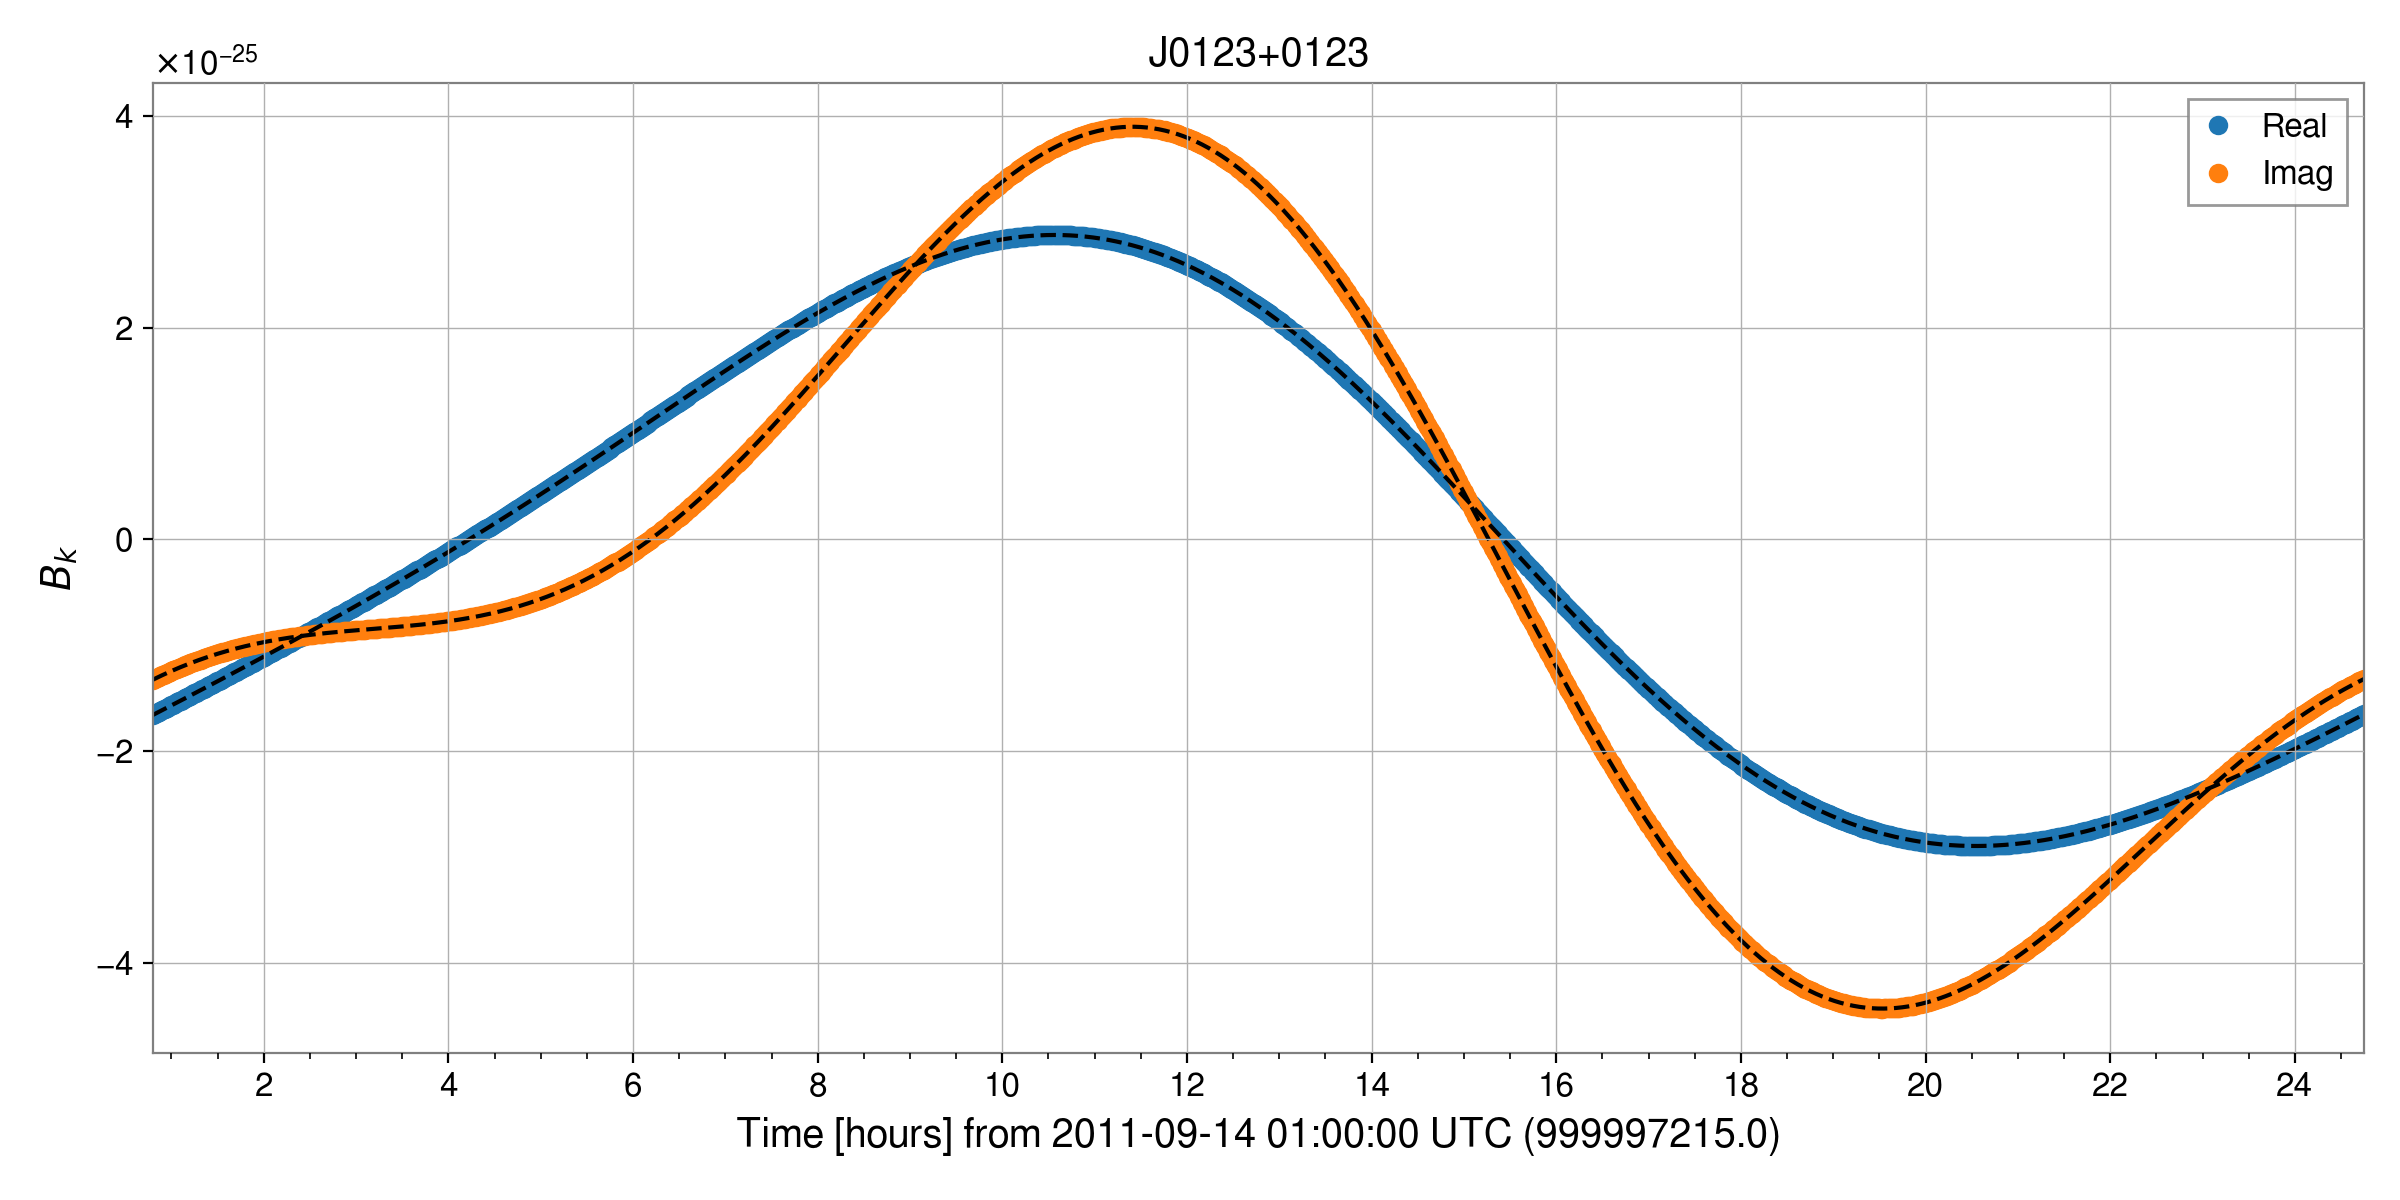 J0123+0123
×10⁻²⁵
4
2
0
−2
−4
B_k
Real
Imag
2 4 6 8 10 12 14 16 18 20 22 24
Time [hours] from 2011-09-14 01:00:00 UTC (999997215.0)